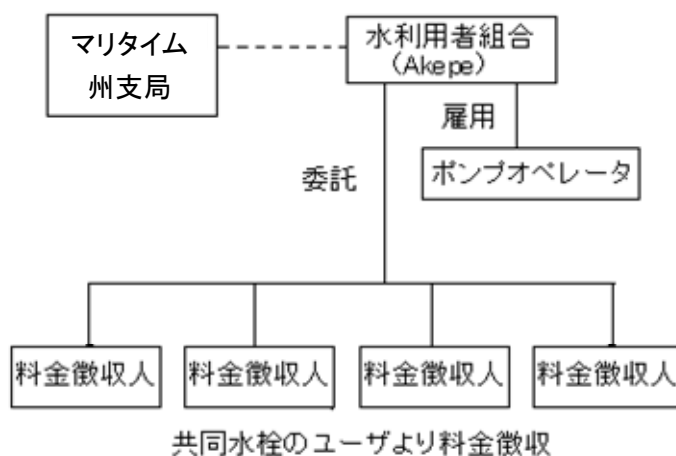 マリタイム
州支局
水利用者組合
（Akepe）
雇用
ポンプオペレータ
委託
料金徴収人
料金徴収人
料金徴収人
料金徴収人
共同水栓のユーザより料金徴収